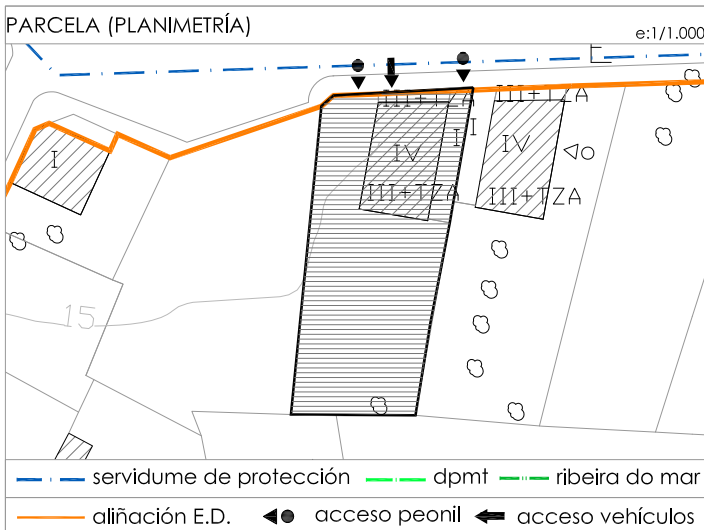 PARCELA (PLANIMETRÍA)
e:1/1.000
E
III+TZA
III+TZA
I
II
IV
IV
III+TZA
III+TZA
15
servidume de protección
dpmt
ribeira do mar
aliñación E.D.
acceso peonil
acceso vehículos